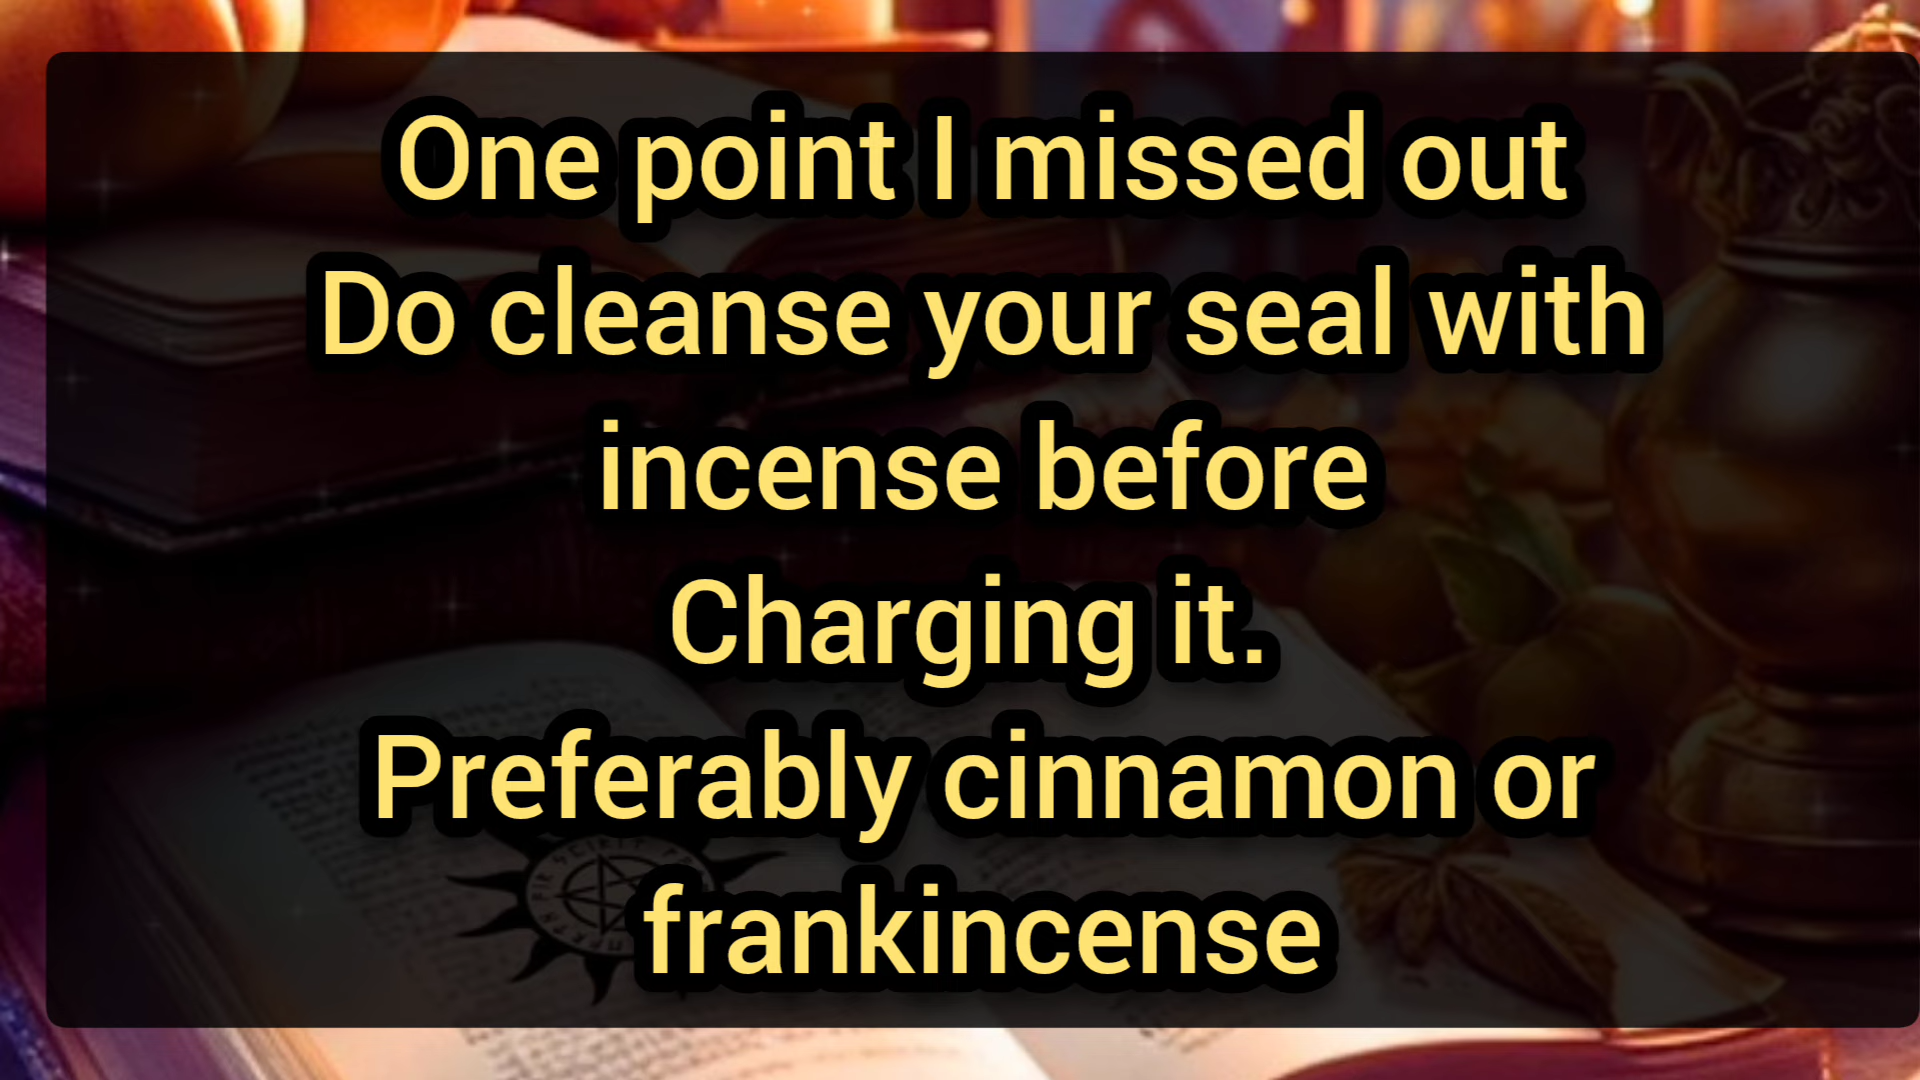 One point I missed out
Do cleanse your seal with
incense before
Charging it.
Preferably cinnamon or
frankincense